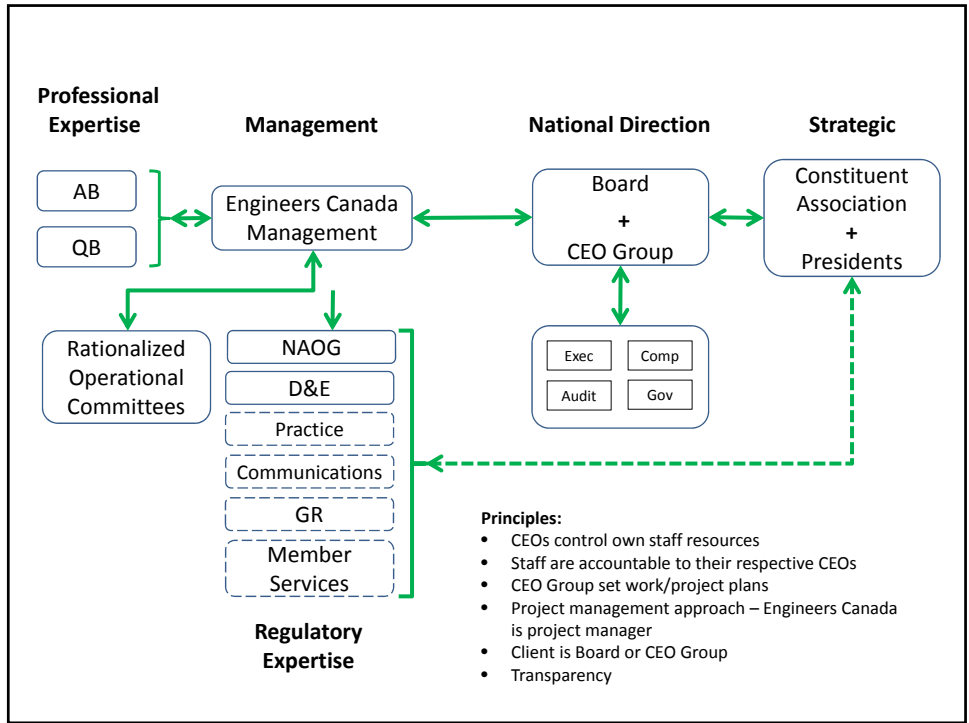 Professional
Expertise
Management
National Direction
Strategic
AB
QB
Engineers Canada
Management
Board
+
CEO Group
Constituent
Association
+
Presidents
Rationalized
Operational
Committees
NAOG
D&E
Practice
Communications
GR
Member
Services
Regulatory
Expertise
Exec
Comp
Audit
Gov
Principles:
• CEOs control own staff resources
• Staff are accountable to their respective CEOs
• CEO Group set work/project plans
• Project management approach – Engineers Canada
is project manager
• Client is Board or CEO Group
• Transparency